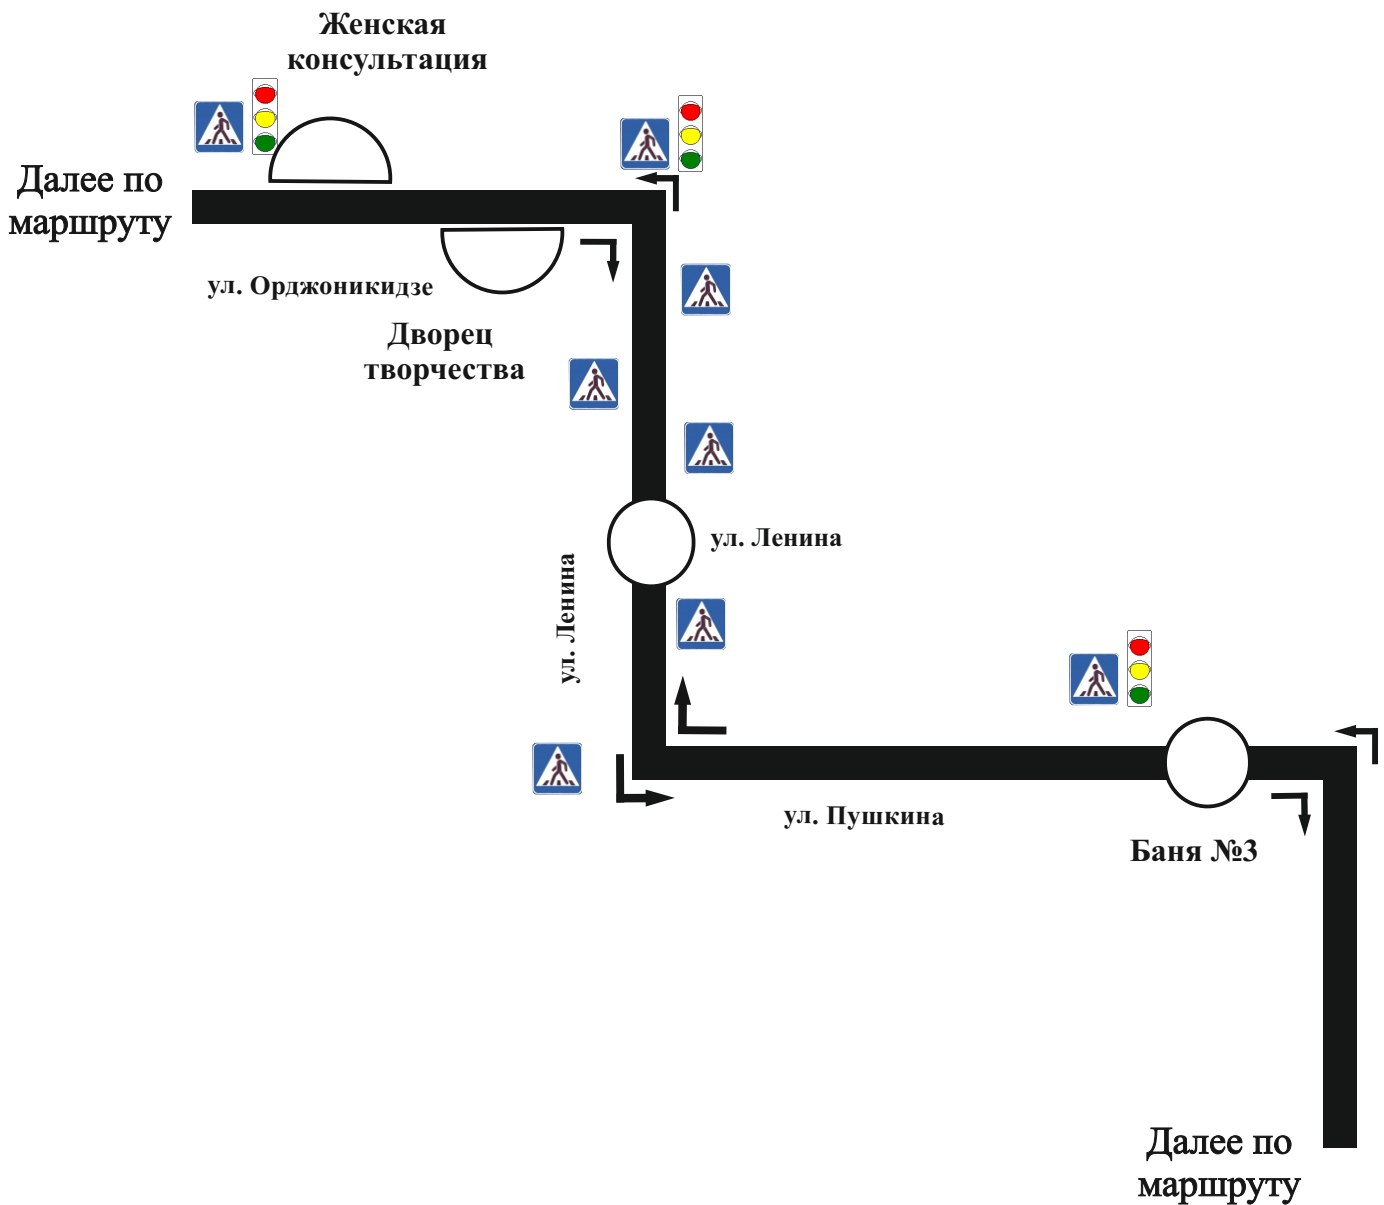 Женская
консультация
Далее по
маршруту
ул. Орджоникидзе
Дворец
творчества
ул. Ленина
ул. Ленина
ул. Пушкина
Баня №3
Далее по
маршруту